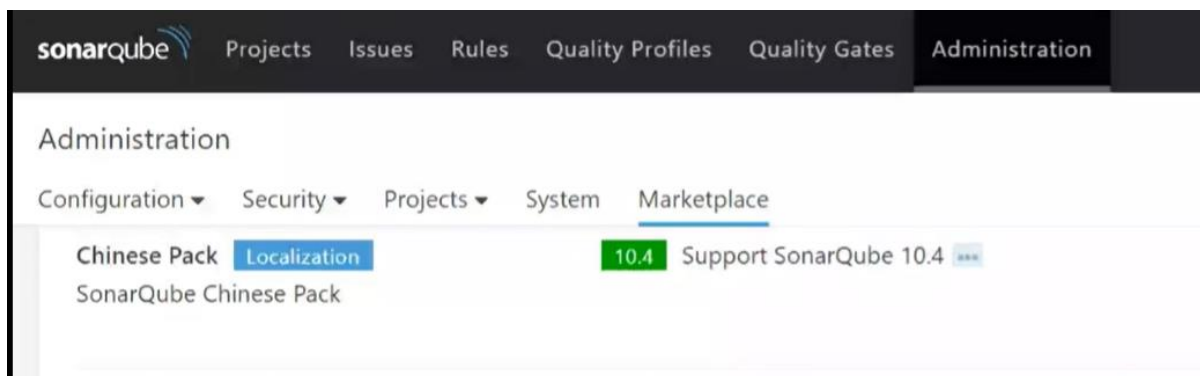 sonarqube Projects Issues Rules Quality Profiles Quality Gates Administration
Administration
Configuration Security Projects System Marketplace
Chinese Pack Localization 10.4 Support SonarQube 10.4 ...
SonarQube Chinese Pack